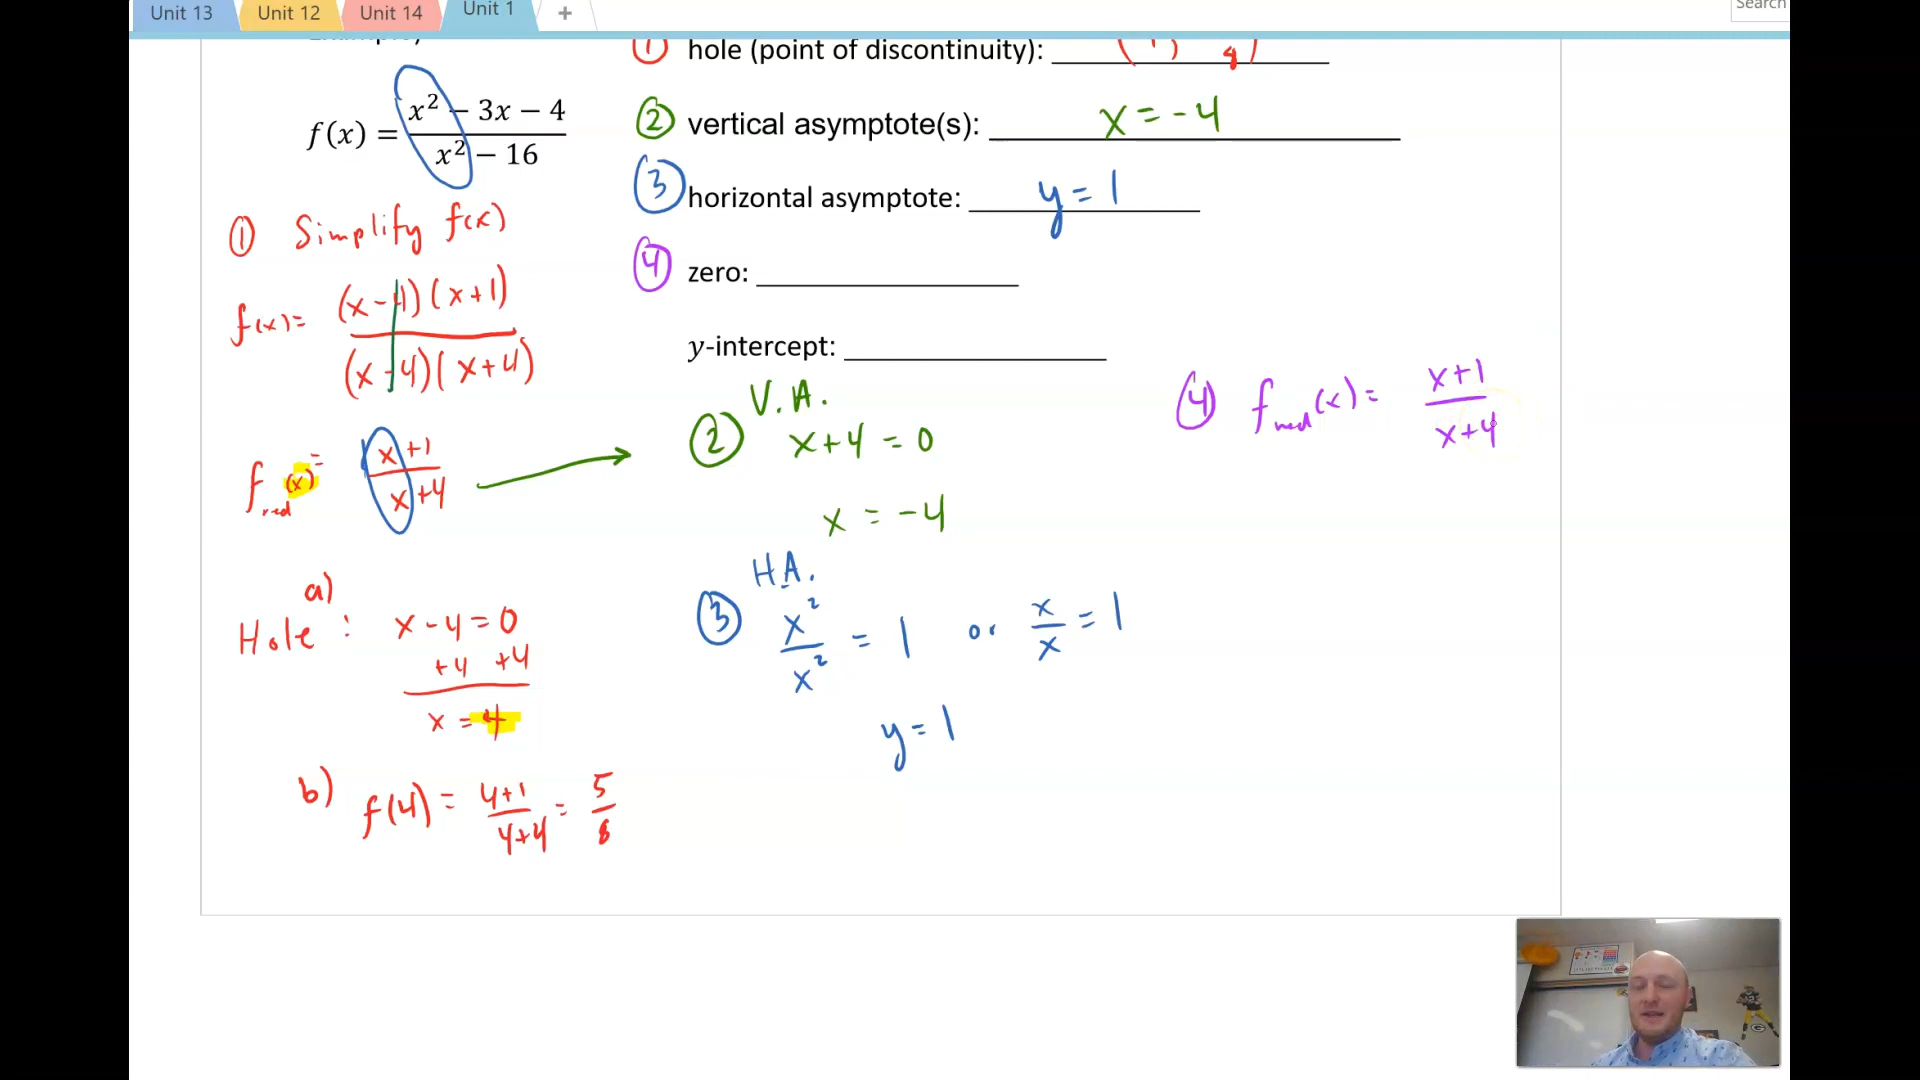 Unit 13 Unit 12 Unit 14 Unit 1 +
Search
① hole (point of discontinuity):
f(x) = (x² − 3x − 4)/(x² − 16)
② vertical asymptote(s): x = -4
③ horizontal asymptote: y = 1
④ zero:
y-intercept:
① Simplify f(x)
f(x) = (x-4)(x+1)/(x-4)(x+4)
f red (x) = x+1/x+4
a)
Hole : x - 4 = 0
+4 +4
x = 4
b) f(4) = 4+1/4+4 = 5/8
V.A.
② x+4 = 0
x = -4
H.A.
③ x²/x² = 1 or x/x = 1
y = 1
④ f red (x) = x+1/x+4